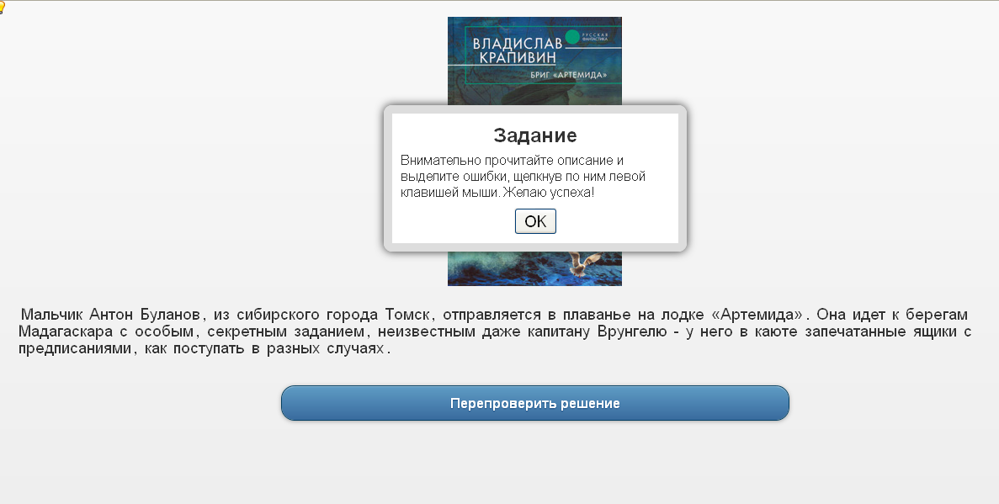 ВЛАДИСЛАВ
КРАПИВИН
РУССКАЯ
ФАНТАСТИКА
БРИГ «АРТЕМИДА»
Задание
Внимательно прочитайте описание и
выделите ошибки, щелкнув по ним левой
клавишей мыши. Желаю успеха!
OK
Мальчик Антон Буланов, из сибирского города Томск, отправляется в плаванье на лодке «Артемида». Она идет к берегам
Мадагаскара с особым, секретным заданием, неизвестным даже капитану Врунгелю - у него в каюте запечатанные ящики с
предписаниями, как поступать в разных случаях.
Перепроверить решение